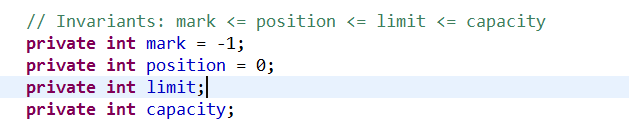 // Invariants: mark <= position <= limit <= capacity
private int mark = -1;
private int position = 0;
private int limit;
private int capacity;